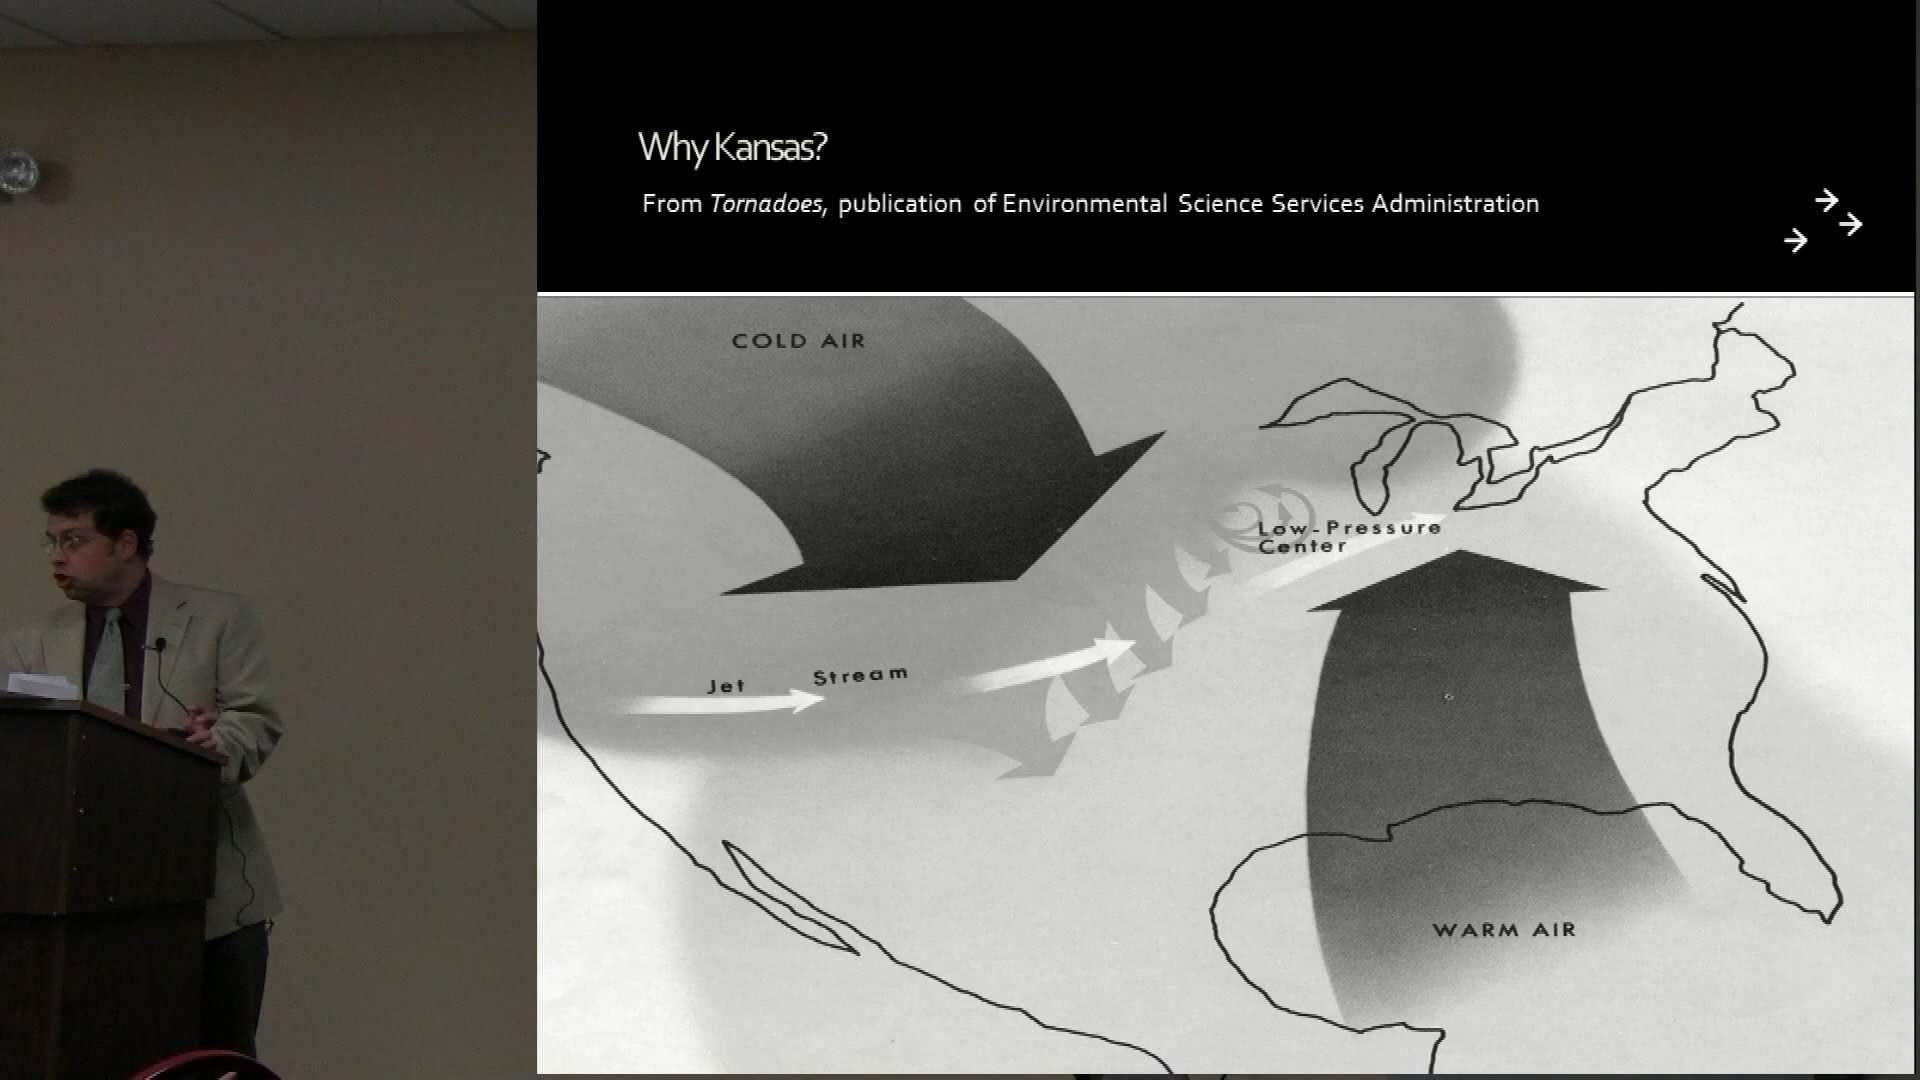 Why Kansas?
From Tornadoes, publication of Environmental Science Services Administration
COLD AIR
Low-Pressure
Center
Jet Stream
WARM AIR